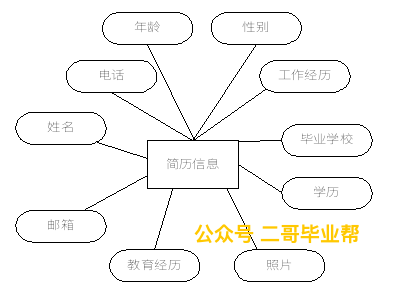 年龄
性别
电话
工作经历
姓名
毕业学校
简历信息
学历
邮箱
公众号 二哥毕业帮
教育经历
照片